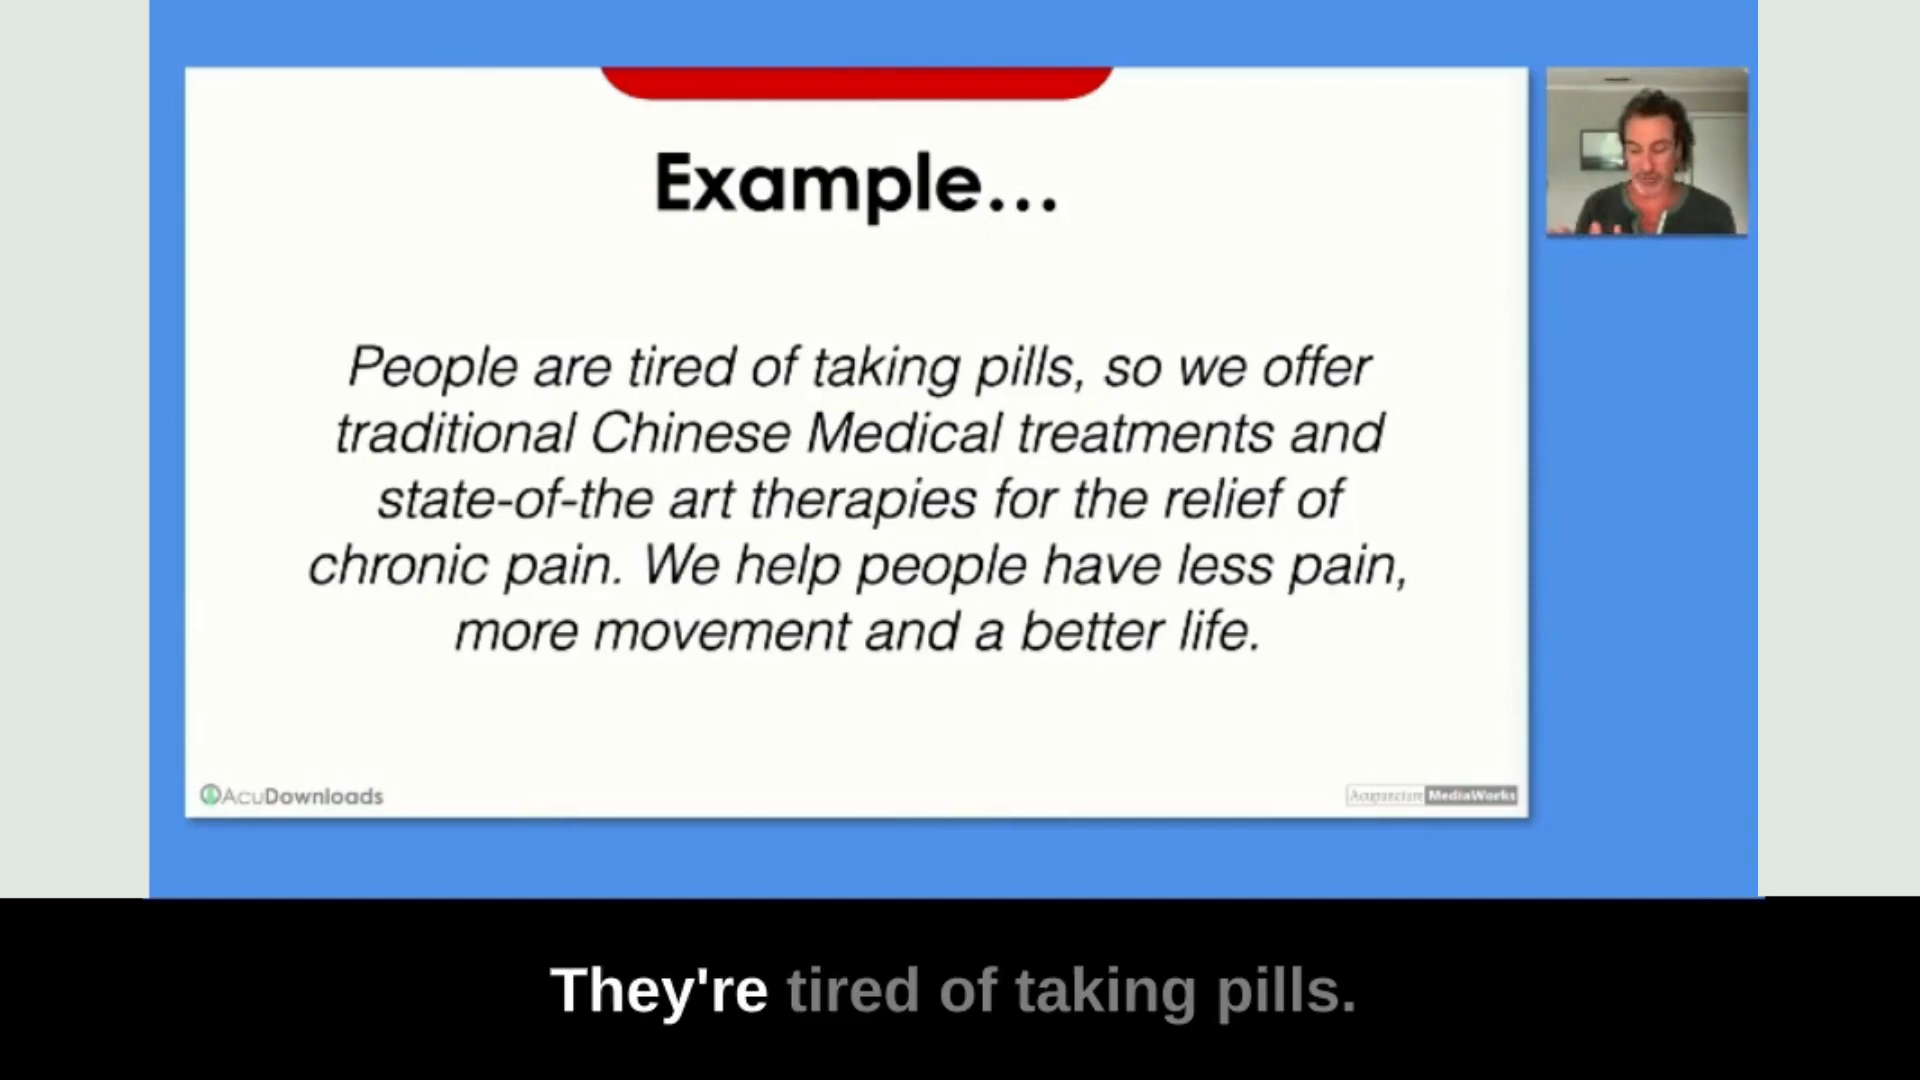 Example...
People are tired of taking pills, so we offer
traditional Chinese Medical treatments and
state-of-the art therapies for the relief of
chronic pain. We help people have less pain,
more movement and a better life.
AcuDownloads
Acupuncture MediaWorks
They're tired of taking pills.